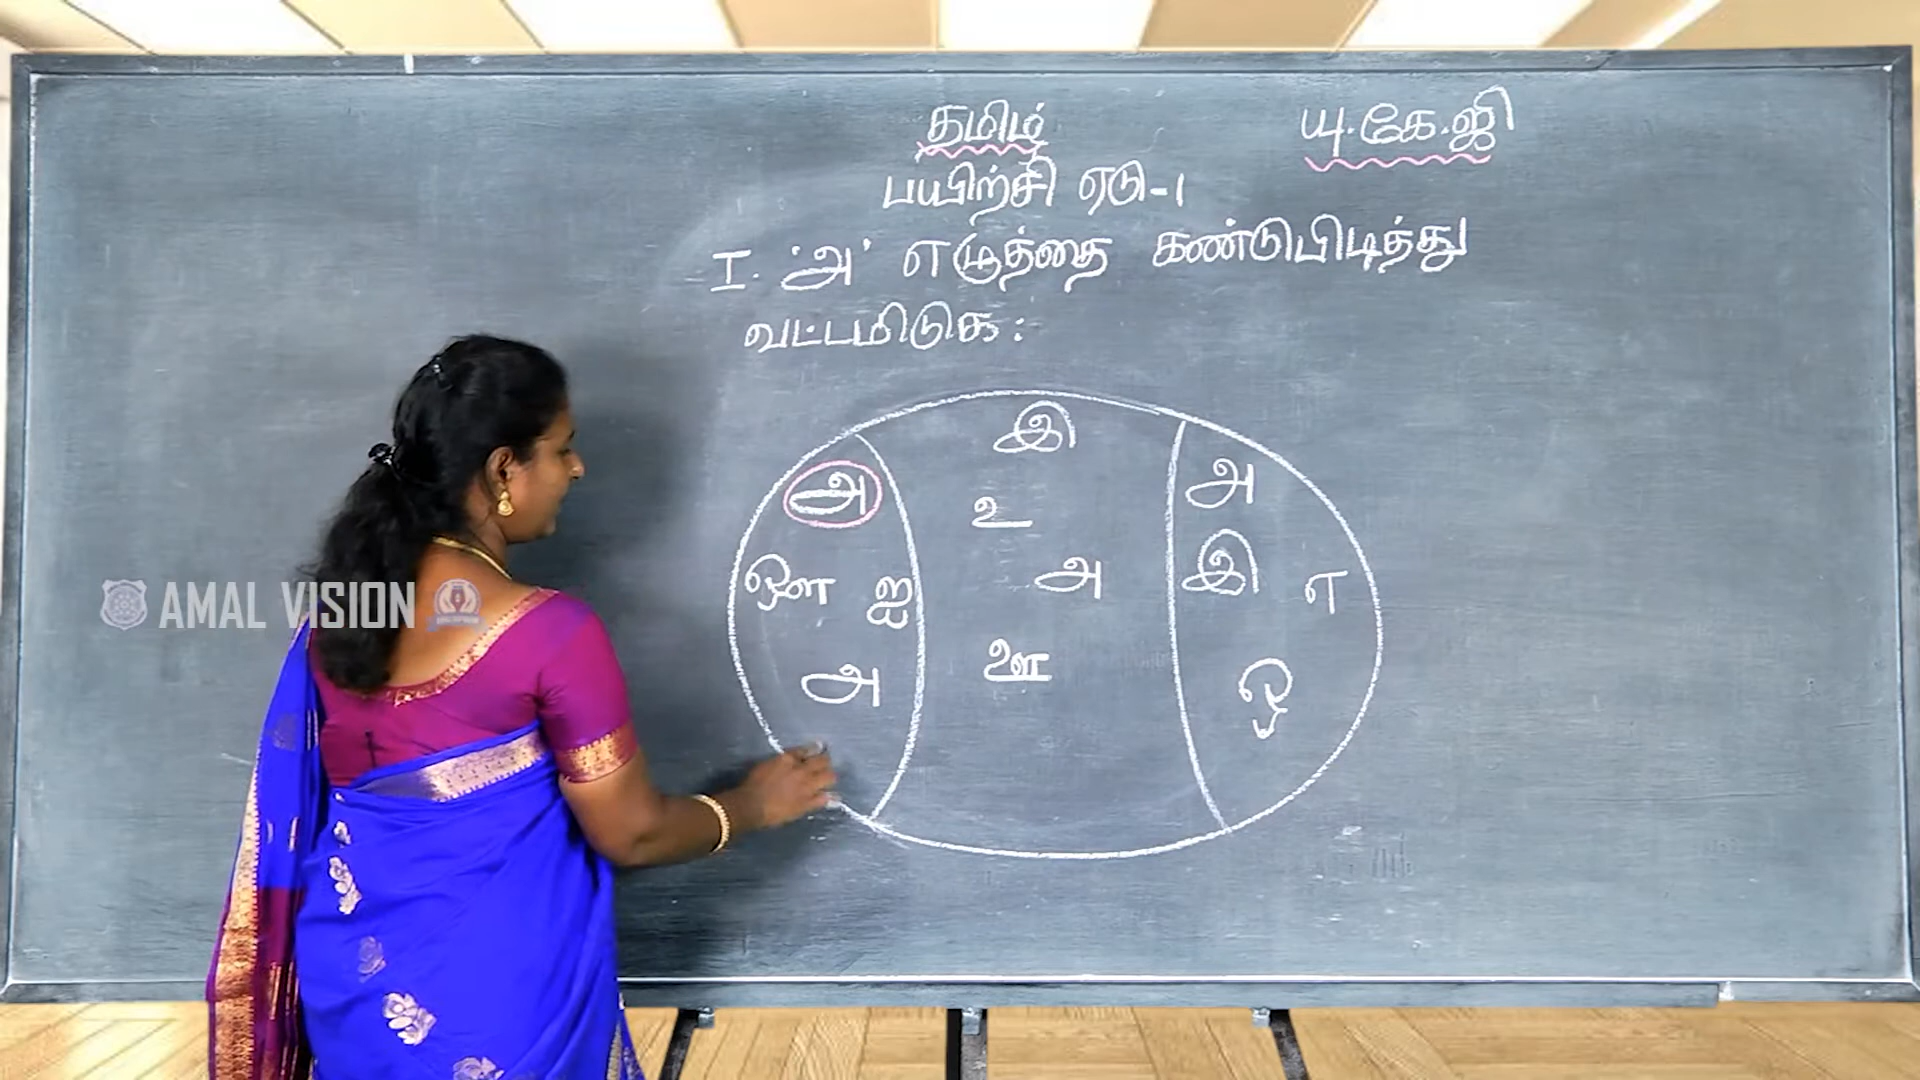 தமிழ் யு.கே.ஜி
பயிற்சி ஏடு-1
I. 'அ' எழுத்தை கண்டுபிடித்து
வட்டமிடுக:
இ
அ அ
உ
ஔ ஐ அ இ எ
அ ஊ ஒ
AMAL VISION